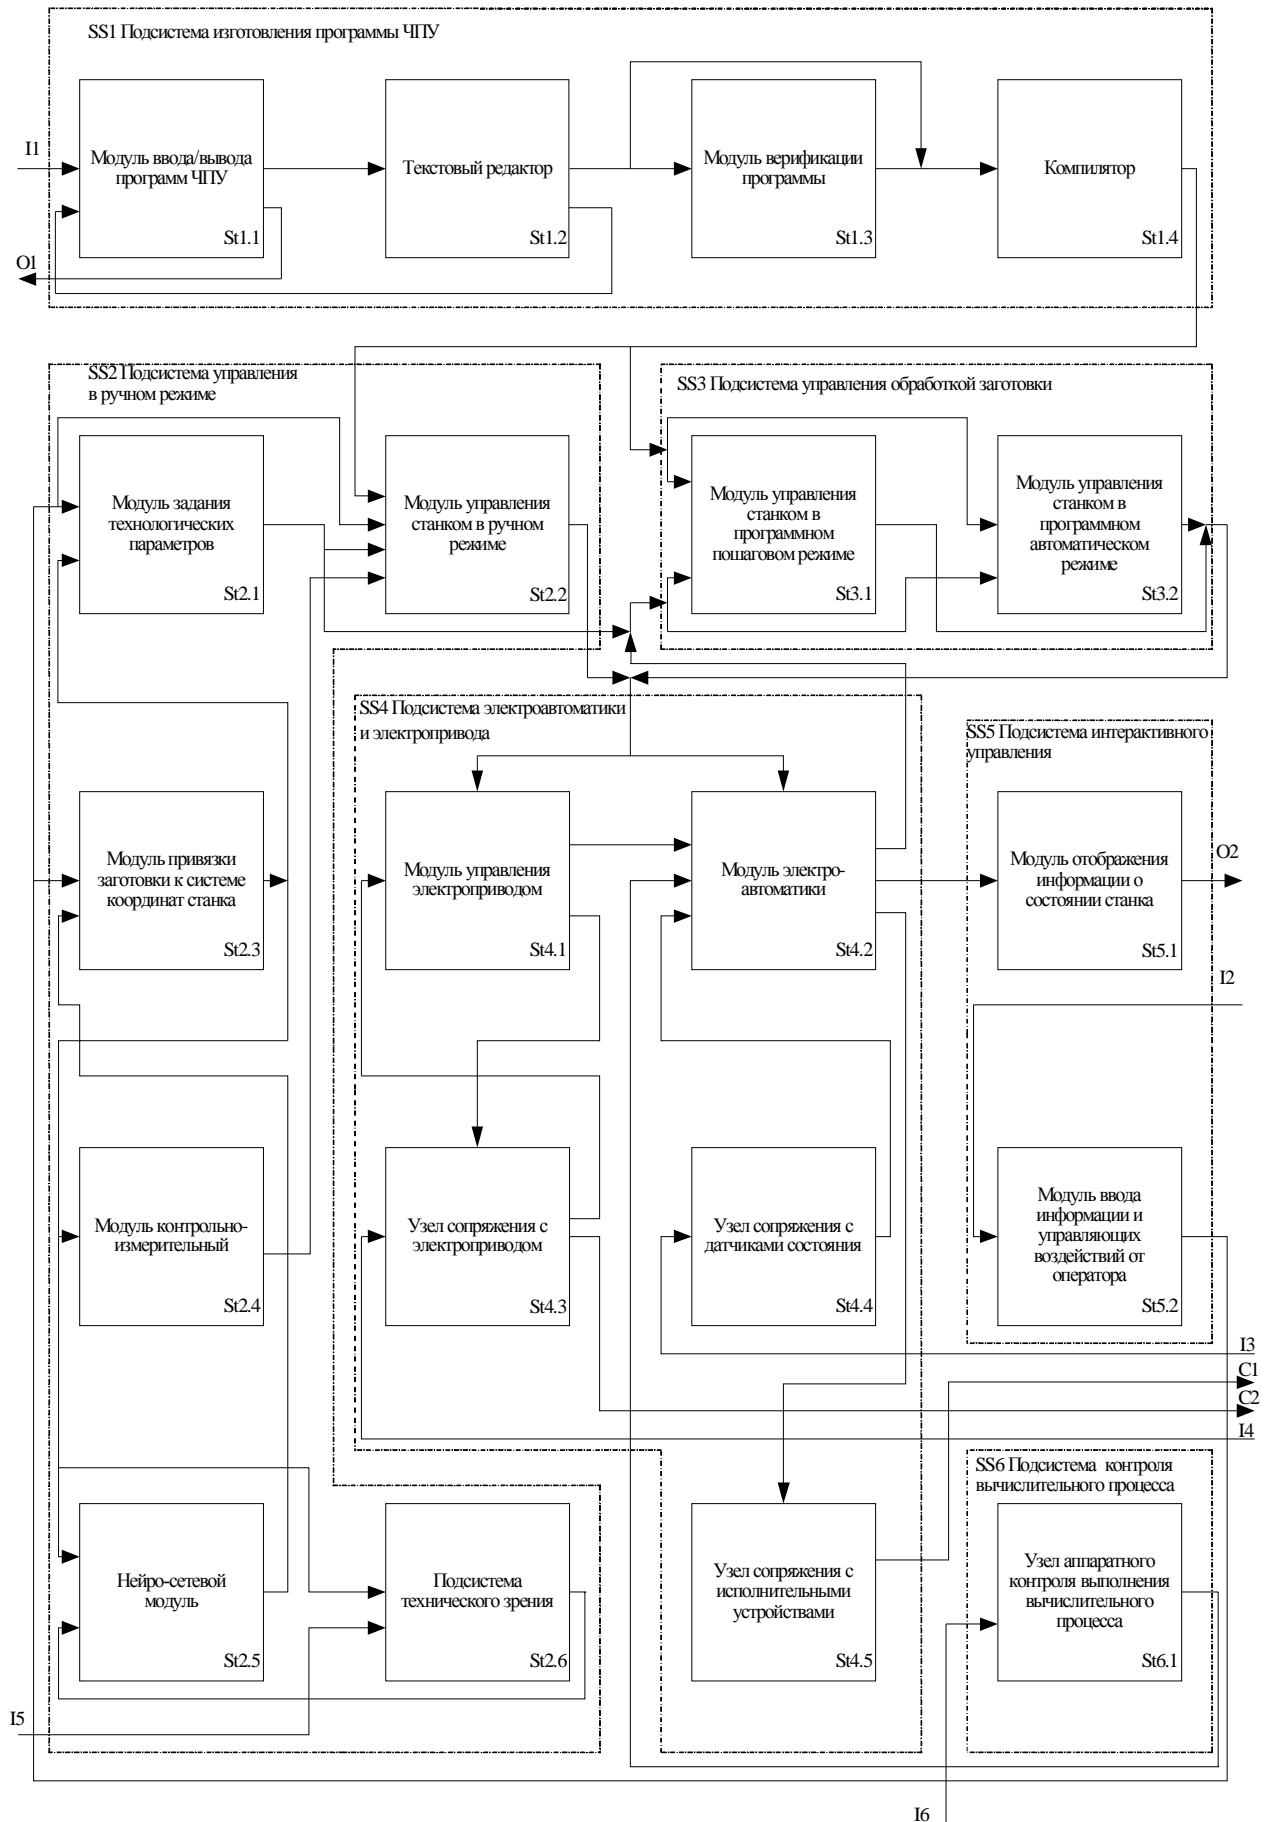 SS1 Подсистема изготовления программы ЧПУ
I1
Модуль ввода/вывода
программ ЧПУ
St1.1
Текстовый редактор
St1.2
Модуль верификации
программы
St1.3
Компилятор
St1.4
O1
SS2 Подсистема управления
в ручном режиме
SS3 Подсистема управления обработкой заготовки
Модуль задания
технологических
параметров
St2.1
Модуль управления
станком в ручном
режиме
St2.2
Модуль управления
станком в
программном
пошаговом режиме
St3.1
Модуль управления
станком в
программном
автоматическом
режиме
St3.2
SS4 Подсистема электроавтоматики
и электропривода
SS5 Подсистема интерактивного
управления
Модуль привязки
заготовки к системе
координат станка
St2.3
Модуль управления
электроприводом
St4.1
Модуль электро-
автоматики
St4.2
Модуль отображения
информации о
состоянии станка
St5.1
O2
I2
Модуль контрольно-
измерительный
St2.4
Узел сопряжения с
электроприводом
St4.3
Узел сопряжения с
датчиками состояния
St4.4
Модуль ввода
информации и
управляющих
воздействий от
оператора
St5.2
I3
C1
C2
I4
SS6 Подсистема контроля
вычислительного процесса
Нейро-сетевой
модуль
St2.5
Подсистема
технического зрения
St2.6
Узел сопряжения с
исполнительными
устройствами
St4.5
Узел аппаратного
контроля выполнения
вычислительного
процесса
St6.1
I5
I6